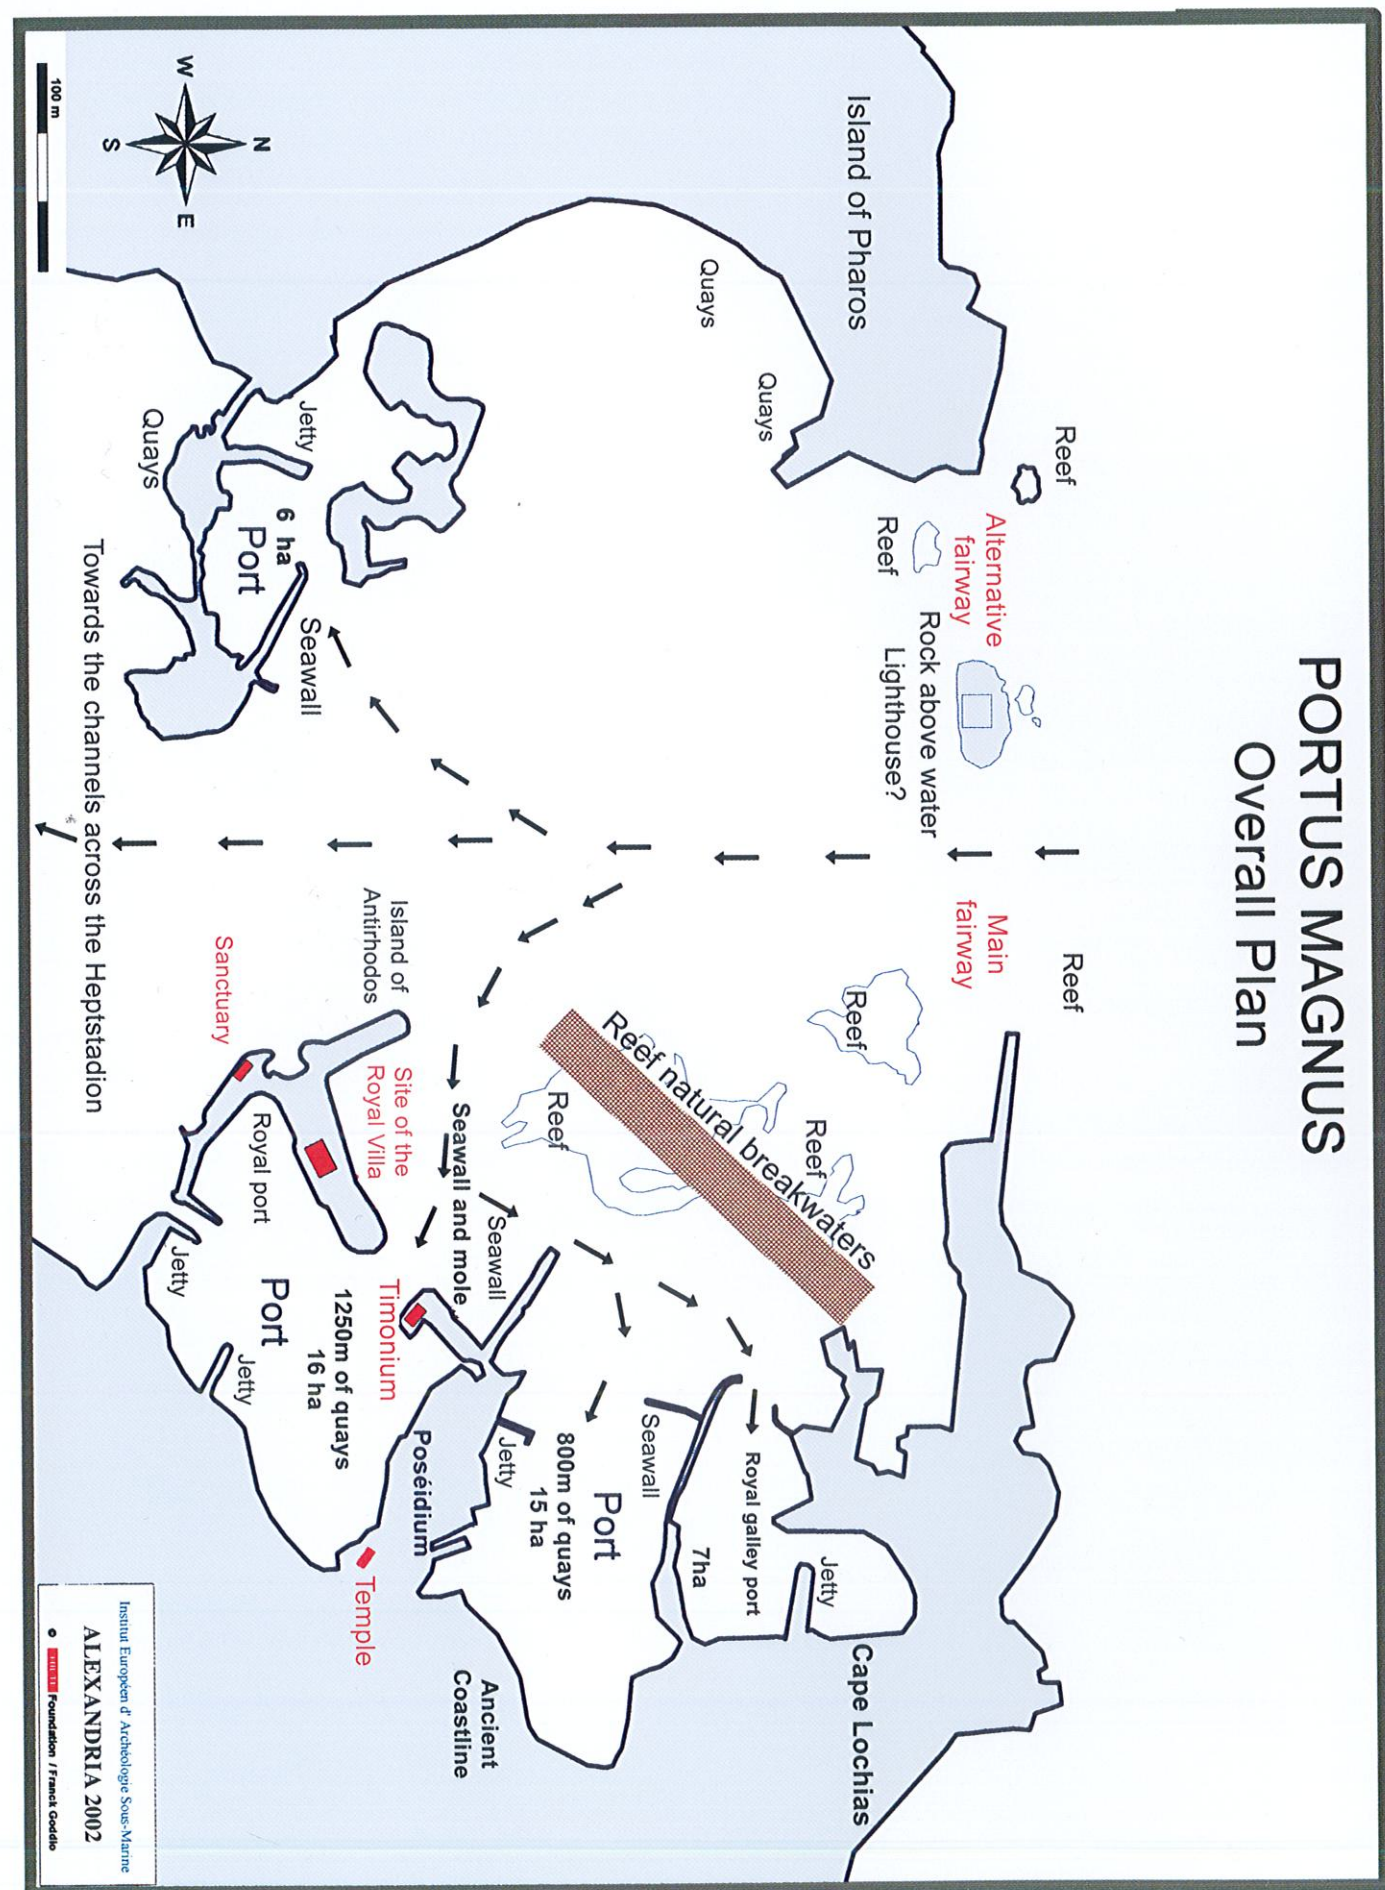 PORTUS MAGNUS
Overall Plan
Reef
Reef
Alternative
fairway
Main
fairway
Reef
Rock above water
Lighthouse?
Island of Pharos
Quays
Quays
Reef
Reef
Reef natural breakwaters
Reef
Cape Lochias
Jetty
Royal galley port
7ha
Seawall
Port
800m of quays
15 ha
Jetty
Seawall
Seawall and mole
Ancient
Coastline
Poséidium
Timonium
Temple
Island of
Antirhodos
Site of the
Royal Villa
1250m of quays
16 ha
Port
Royal port
Sanctuary
Jetty
Jetty
Jetty
Seawall
6 ha
Port
Quays
Towards the channels across the Heptstadion
N
W
E
S
100 m
Institut Européen d' Archéologie Sous-Marine
ALEXANDRIA 2002
© HILTI Foundation / Franck Goddio